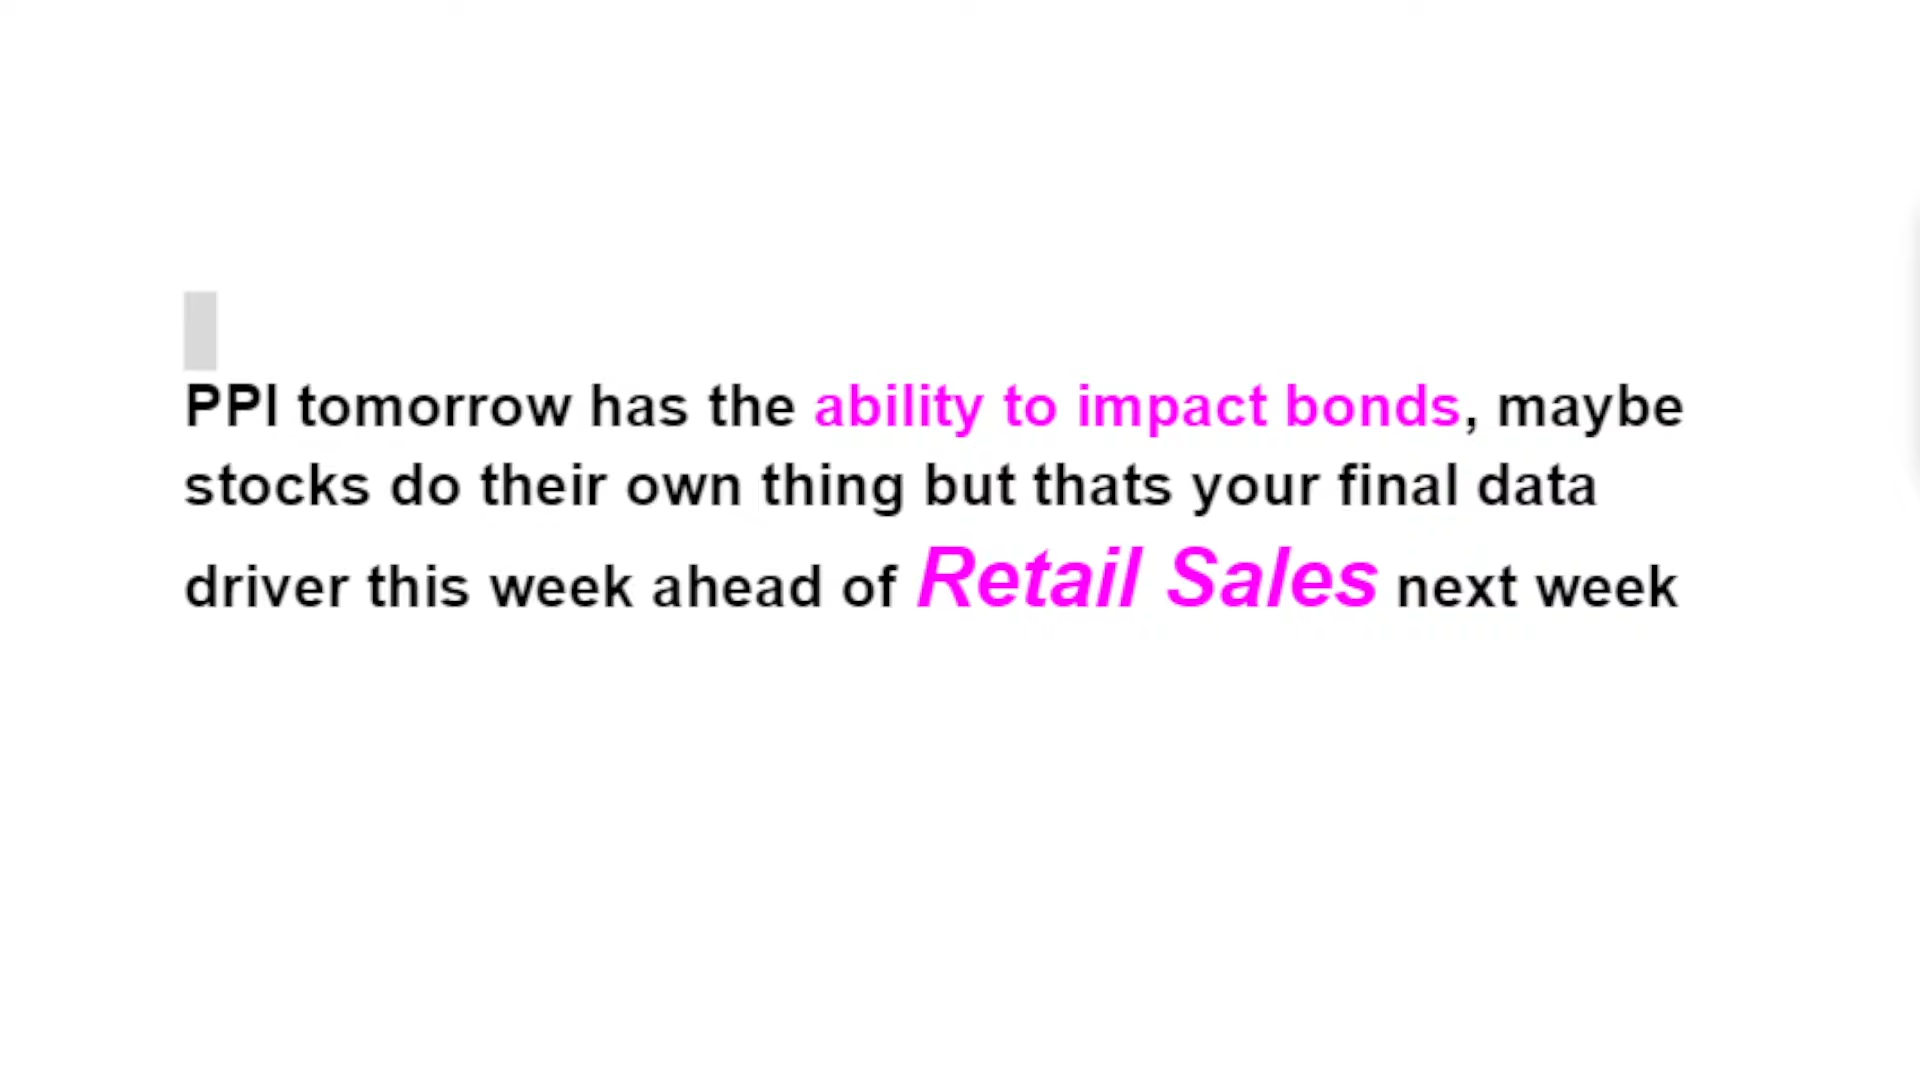 PPI tomorrow has the ability to impact bonds, maybe
stocks do their own thing but thats your final data
driver this week ahead of Retail Sales next week